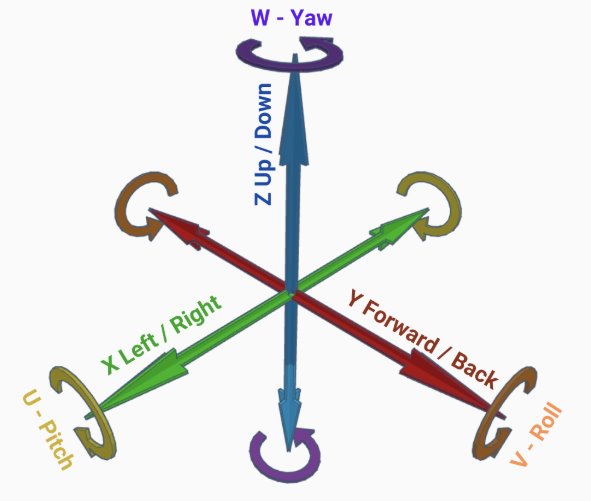 W - Yaw
Z Up / Down
X Left / Right
Y Forward / Back
U - Pitch
V - Roll